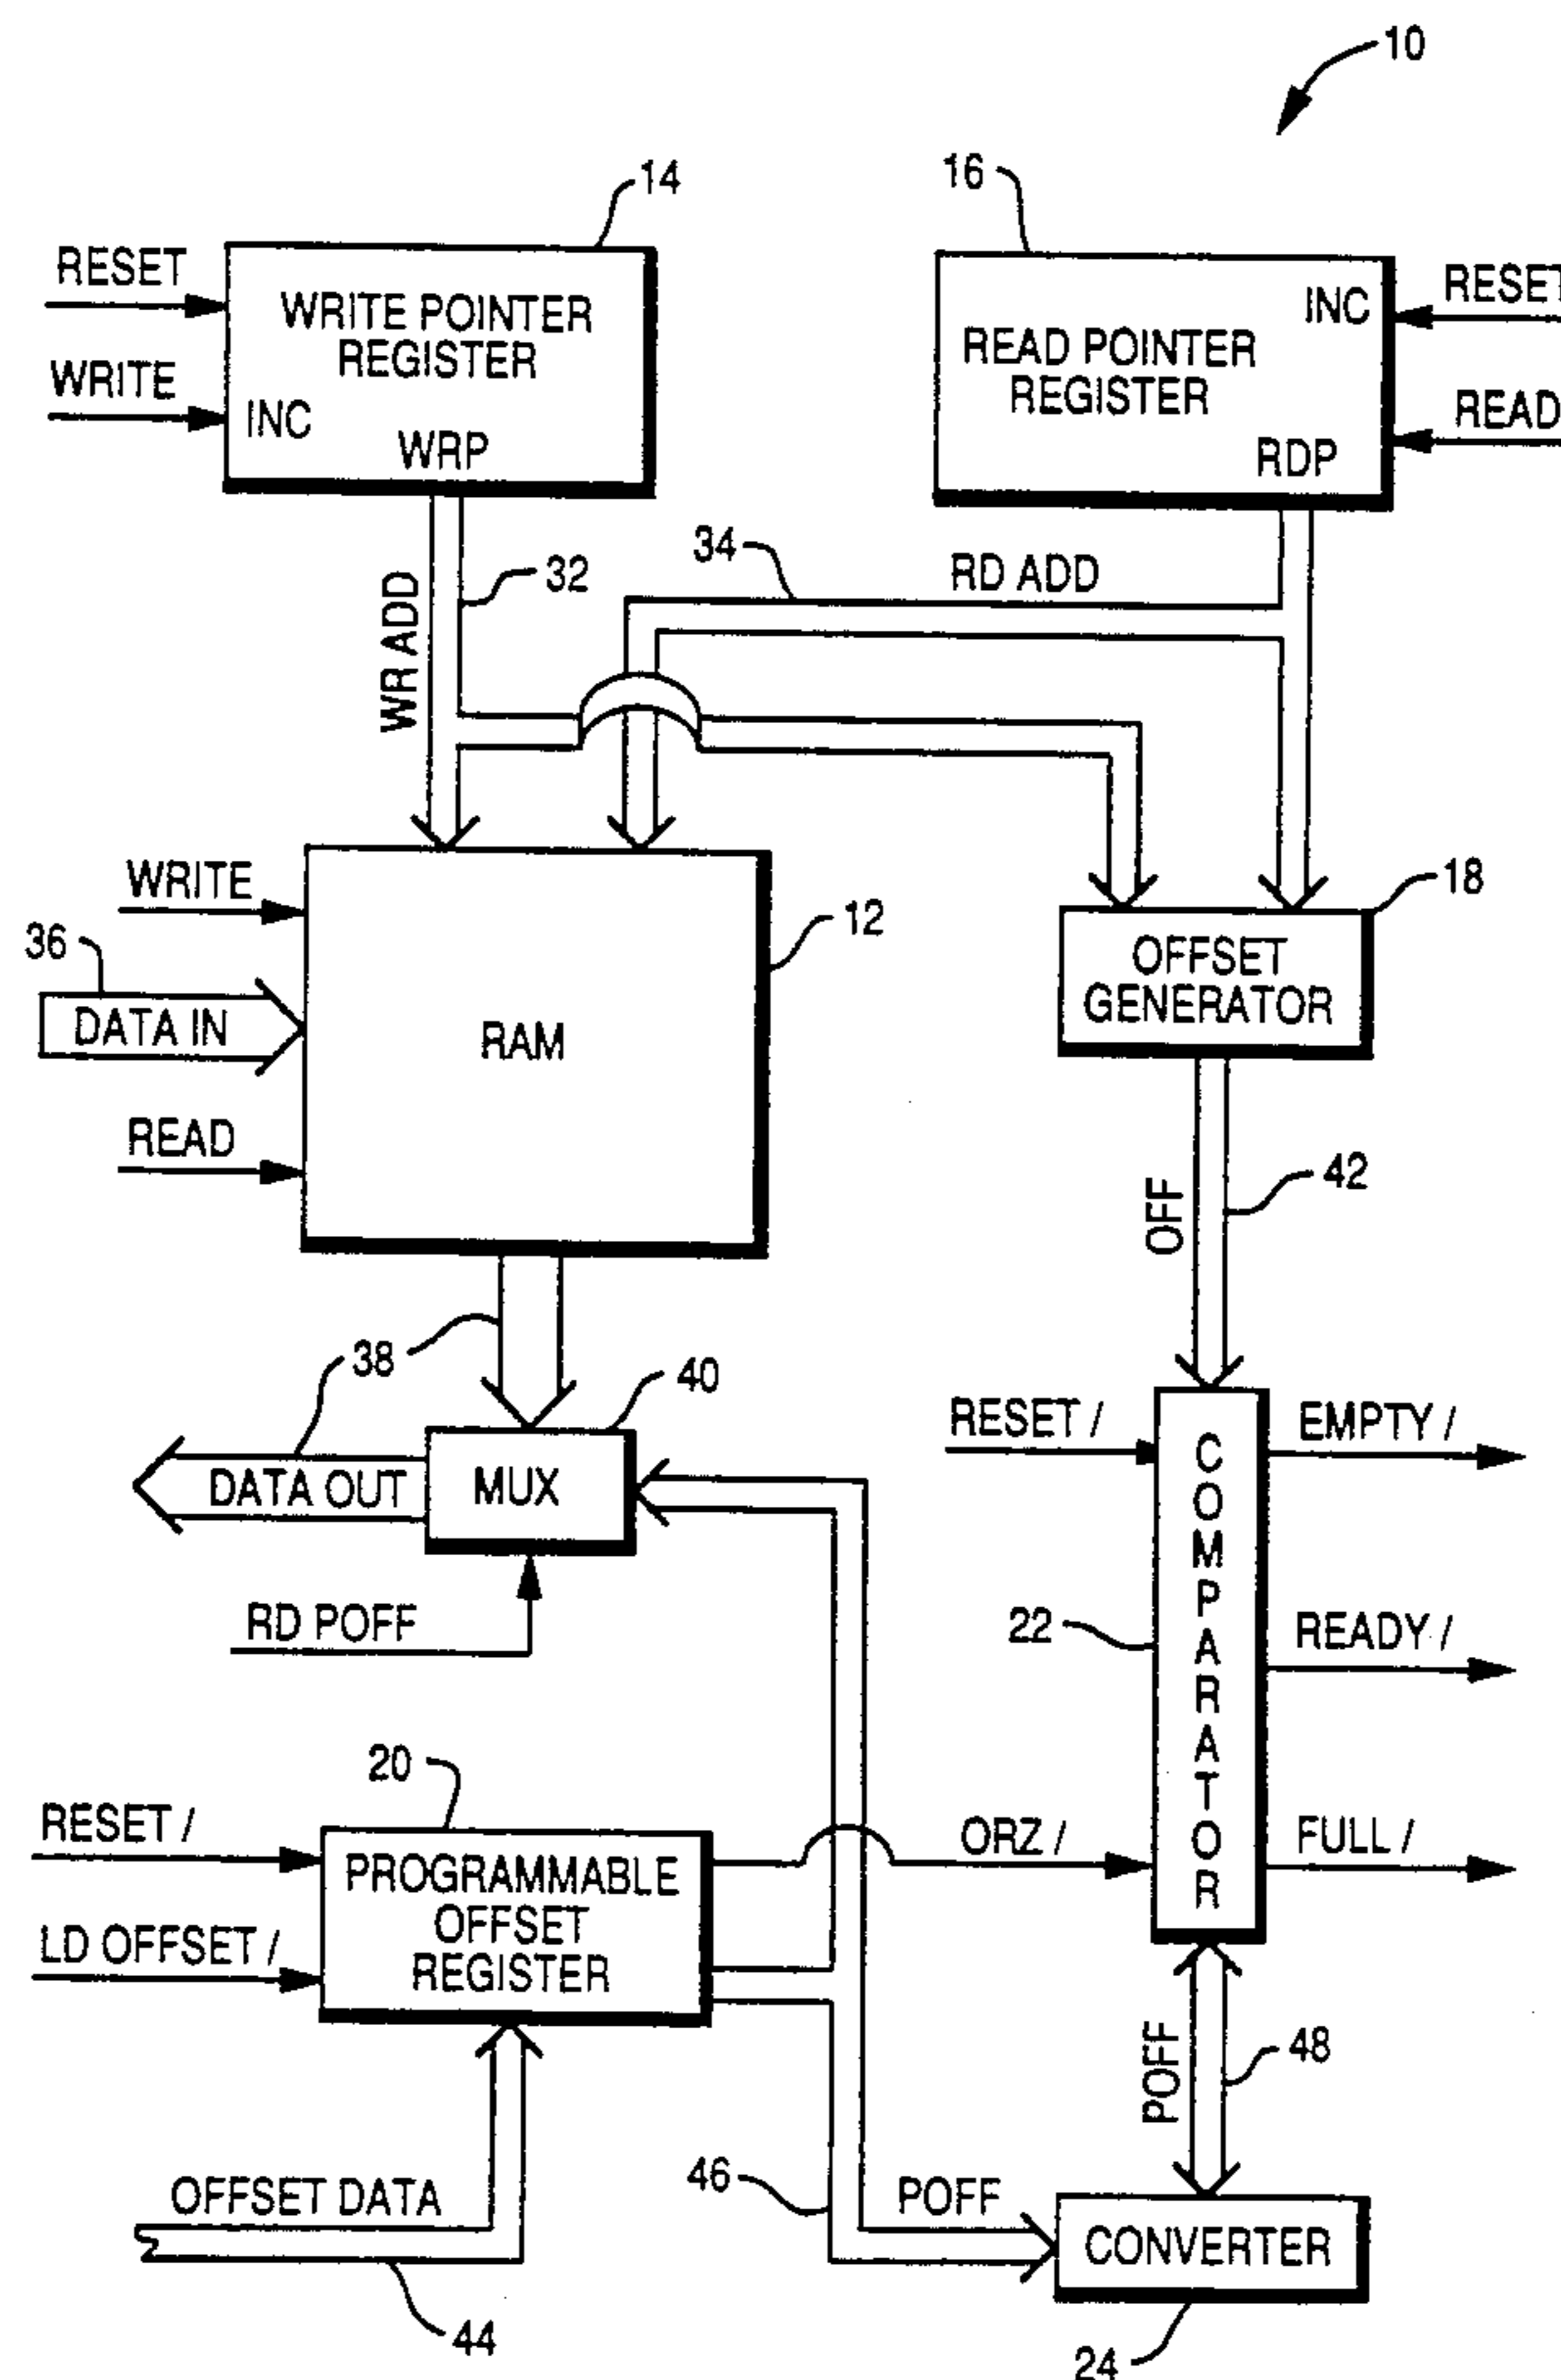 10
14
16
RESET
WRITE POINTER
REGISTER
WRITE
INC
WRP
INC
RESET
READ POINTER
REGISTER
READ
RDP
34
RD ADD
32
WR ADD
WRITE
12
18
36
DATA IN
RAM
OFFSET
GENERATOR
READ
42
OFF
38
40
RESET /
EMPTY /
DATA OUT
MUX
COMPARATOR
RD POFF
22
READY /
20
RESET /
PROGRAMMABLE
OFFSET
REGISTER
ORZ /
FULL /
LD OFFSET /
POFF
48
OFFSET DATA
46
POFF
CONVERTER
44
24